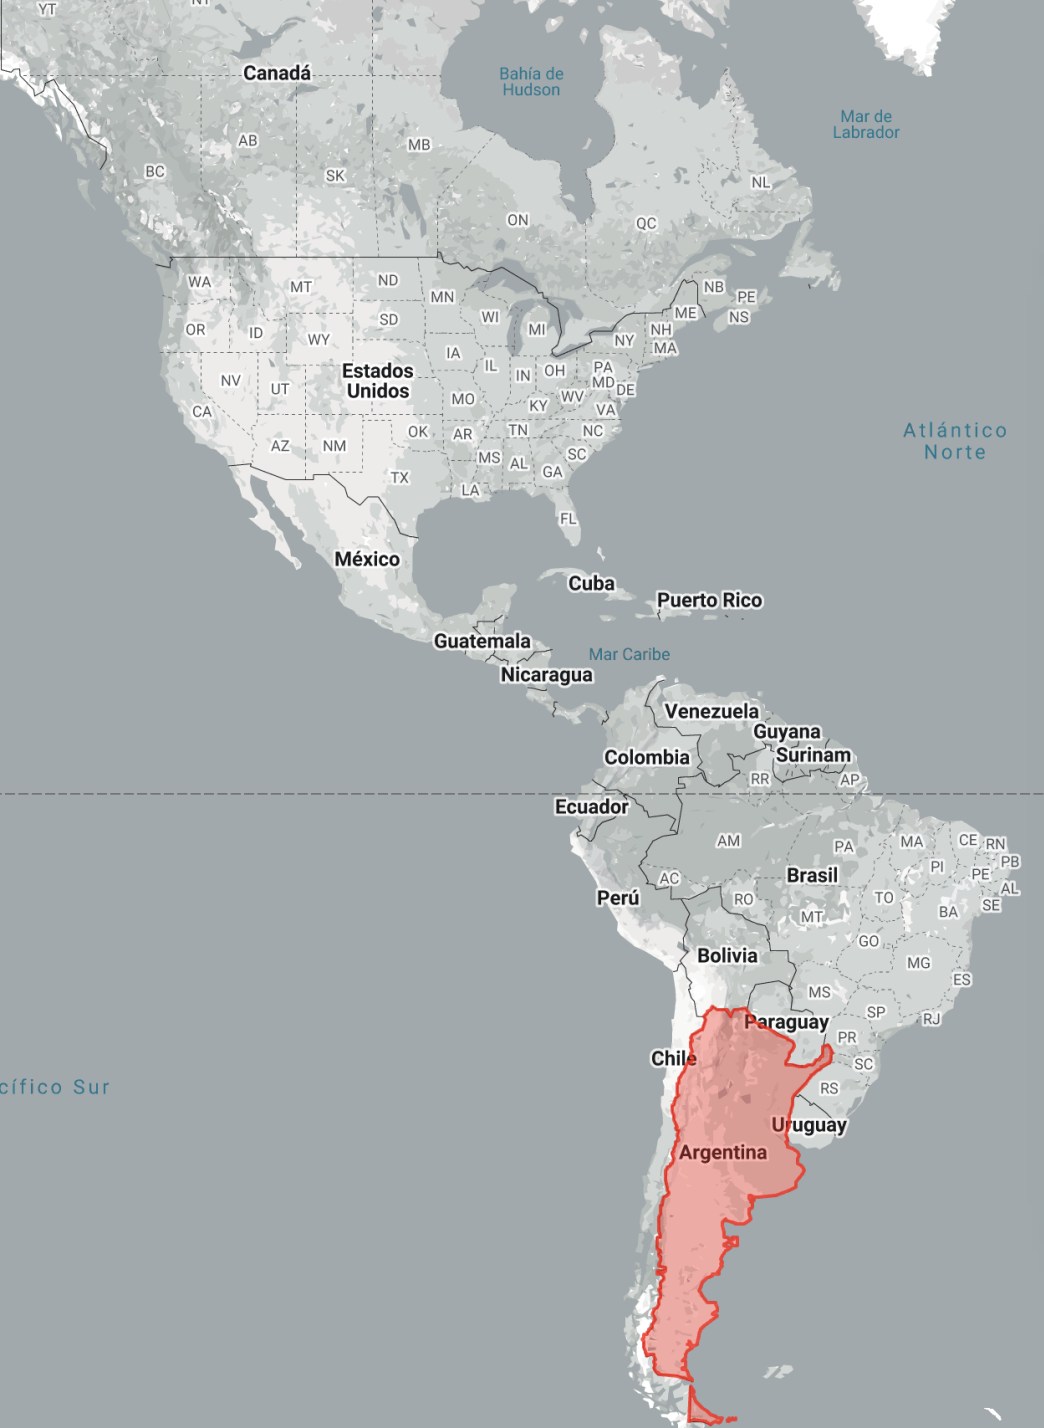 YT
NT
Canadá
Bahía de
Hudson
Mar de
Labrador
AB
MB
BC
SK
NL
ON
QC
WA
MT
ND
MN
NB
PE
NS
ME
OR
ID
WY
SD
WI
MI
NH
NY
MA
IA
IL
Estados
Unidos
IN
OH
PA
MD
DE
NV
UT
MO
KY
WV
VA
CA
AZ
NM
OK
AR
TN
NC
Atlántico
Norte
MS
AL
GA
SC
TX
LA
FL
México
Cuba
Puerto Rico
Guatemala
Mar Caribe
Nicaragua
Venezuela
Guyana
Surinam
Colombia
RR
AP
Ecuador
AM
PA
MA
CE
RN
PB
PI
PE
AL
SE
AC
Brasil
Perú
RO
TO
MT
BA
GO
Bolivia
MG
ES
MS
SP
RJ
Paraguay
PR
Chile
SC
cífico Sur
RS
Uruguay
Argentina